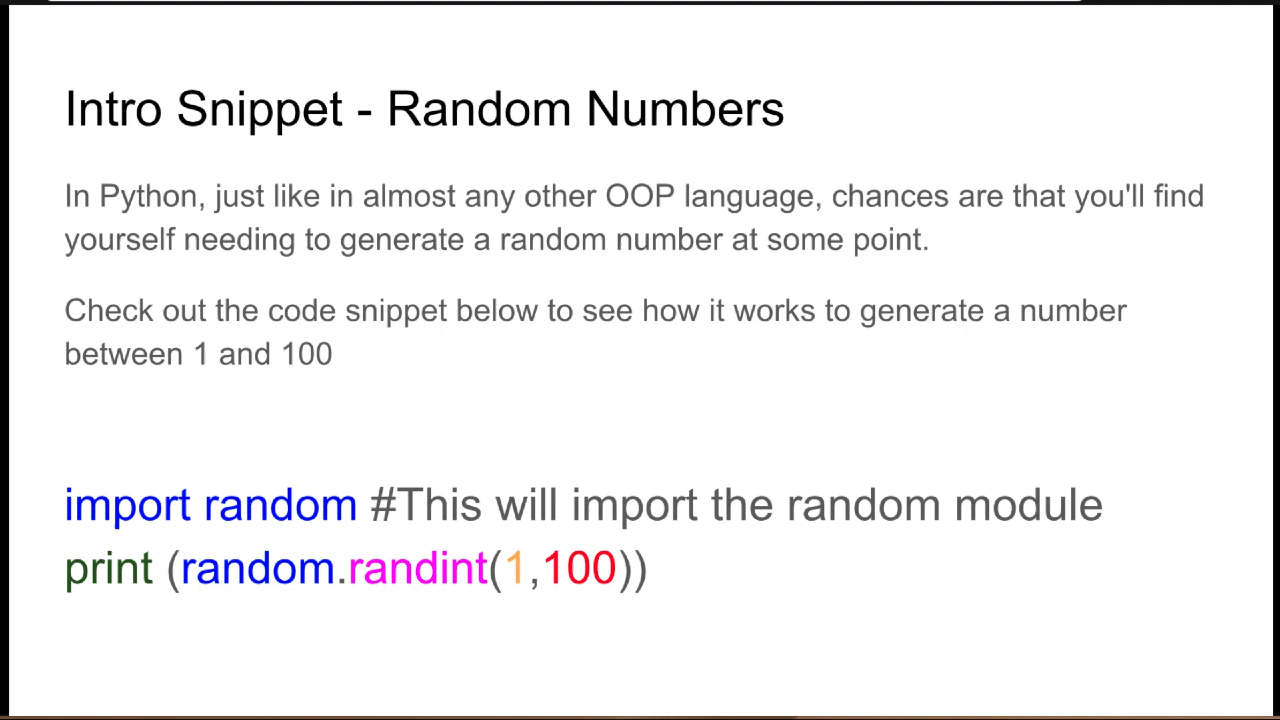 Intro Snippet - Random Numbers
In Python, just like in almost any other OOP language, chances are that you'll find
yourself needing to generate a random number at some point.
Check out the code snippet below to see how it works to generate a number
between 1 and 100
import random #This will import the random module
print (random.randint(1,100))